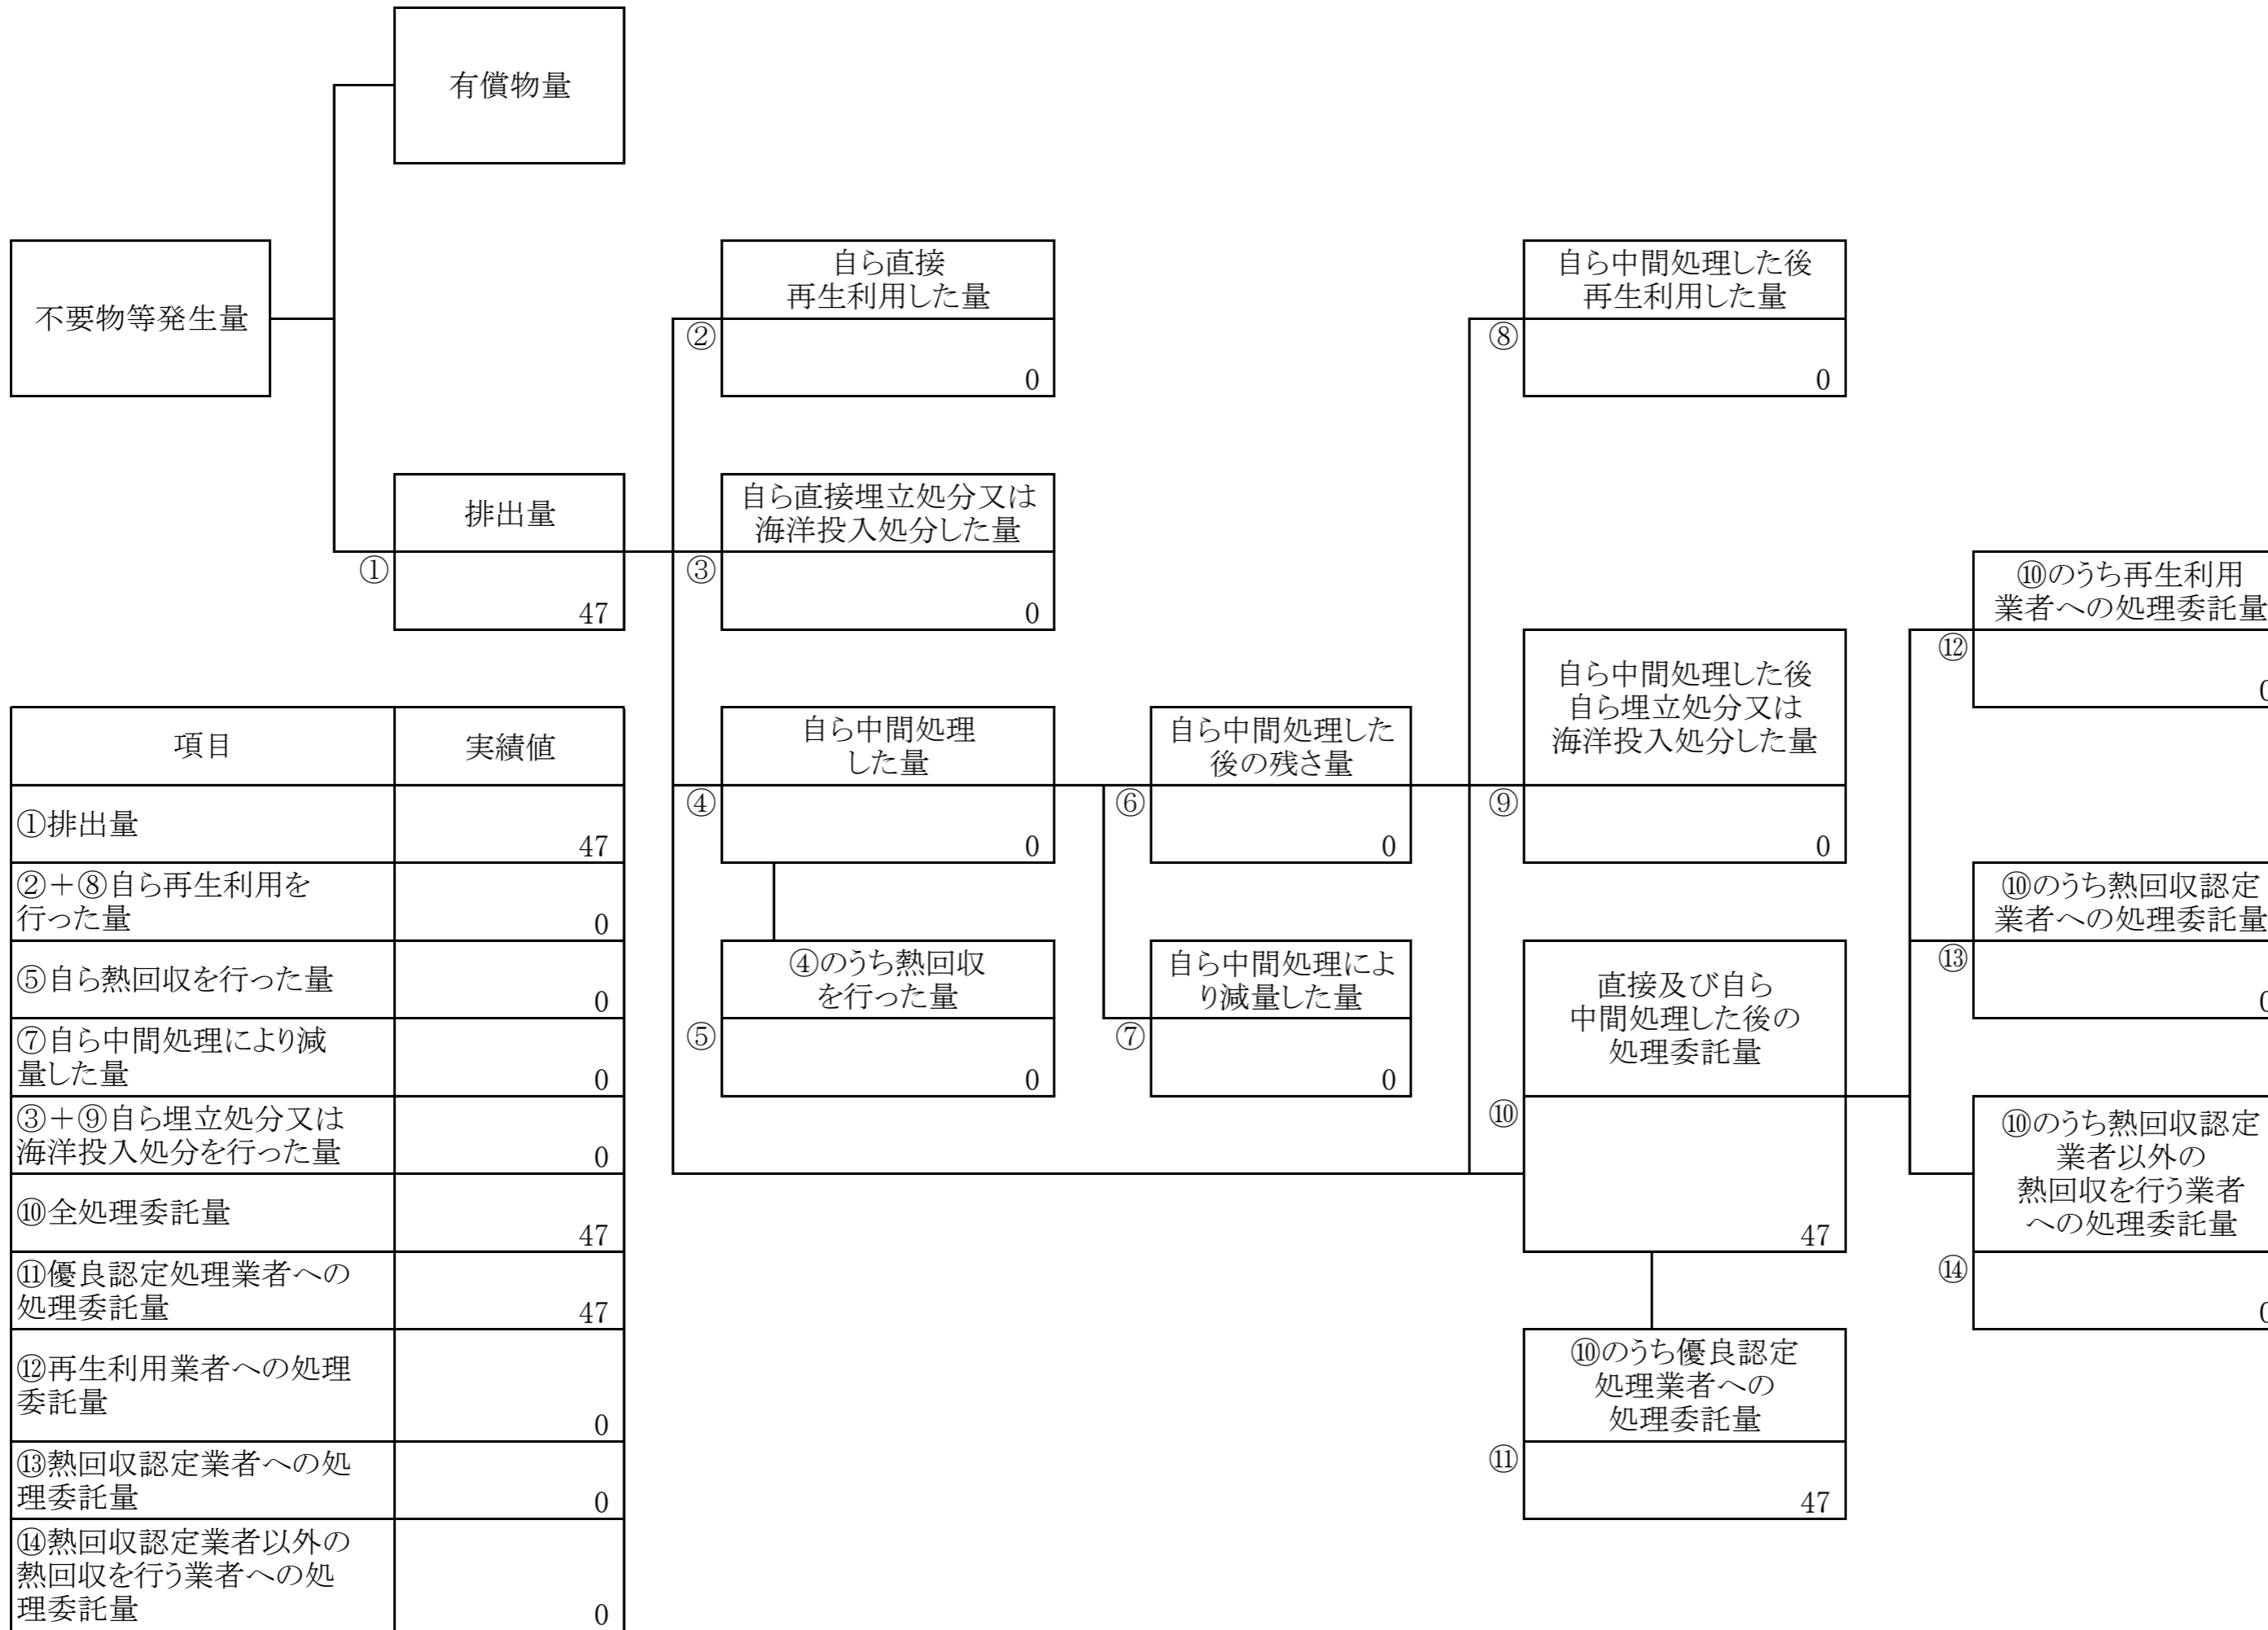 有償物量
不要物等発生量
自ら直接
再生利用した量
②
0
自ら中間処理した後
再生利用した量
⑧
0
排出量
①
47
自ら直接埋立処分又は
海洋投入処分した量
③
0
⑩のうち再生利用
業者への処理委託量
⑫
0
自ら中間処理した後
自ら埋立処分又は
海洋投入処分した量
⑨
0
自ら中間処理
した量
④
0
自ら中間処理した
後の残さ量
⑥
0
⑩のうち熱回収認定
業者への処理委託量
⑬
0
④のうち熱回収
を行った量
⑤
0
自ら中間処理によ
り減量した量
⑦
0
直接及び自ら
中間処理した後の
処理委託量
⑩
47
⑩のうち熱回収認定
業者以外の
熱回収を行う業者
への処理委託量
⑭
0
⑩のうち優良認定
処理業者への
処理委託量
⑪
47
項目
実績値
①排出量
47
②＋⑧自ら再生利用を
行った量
0
⑤自ら熱回収を行った量
0
⑦自ら中間処理により減
量した量
0
③＋⑨自ら埋立処分又は
海洋投入処分を行った量
0
⑩全処理委託量
47
⑪優良認定処理業者への
処理委託量
47
⑫再生利用業者への処理
委託量
0
⑬熱回収認定業者への処
理委託量
0
⑭熱回収認定業者以外の
熱回収を行う業者への処
理委託量
0